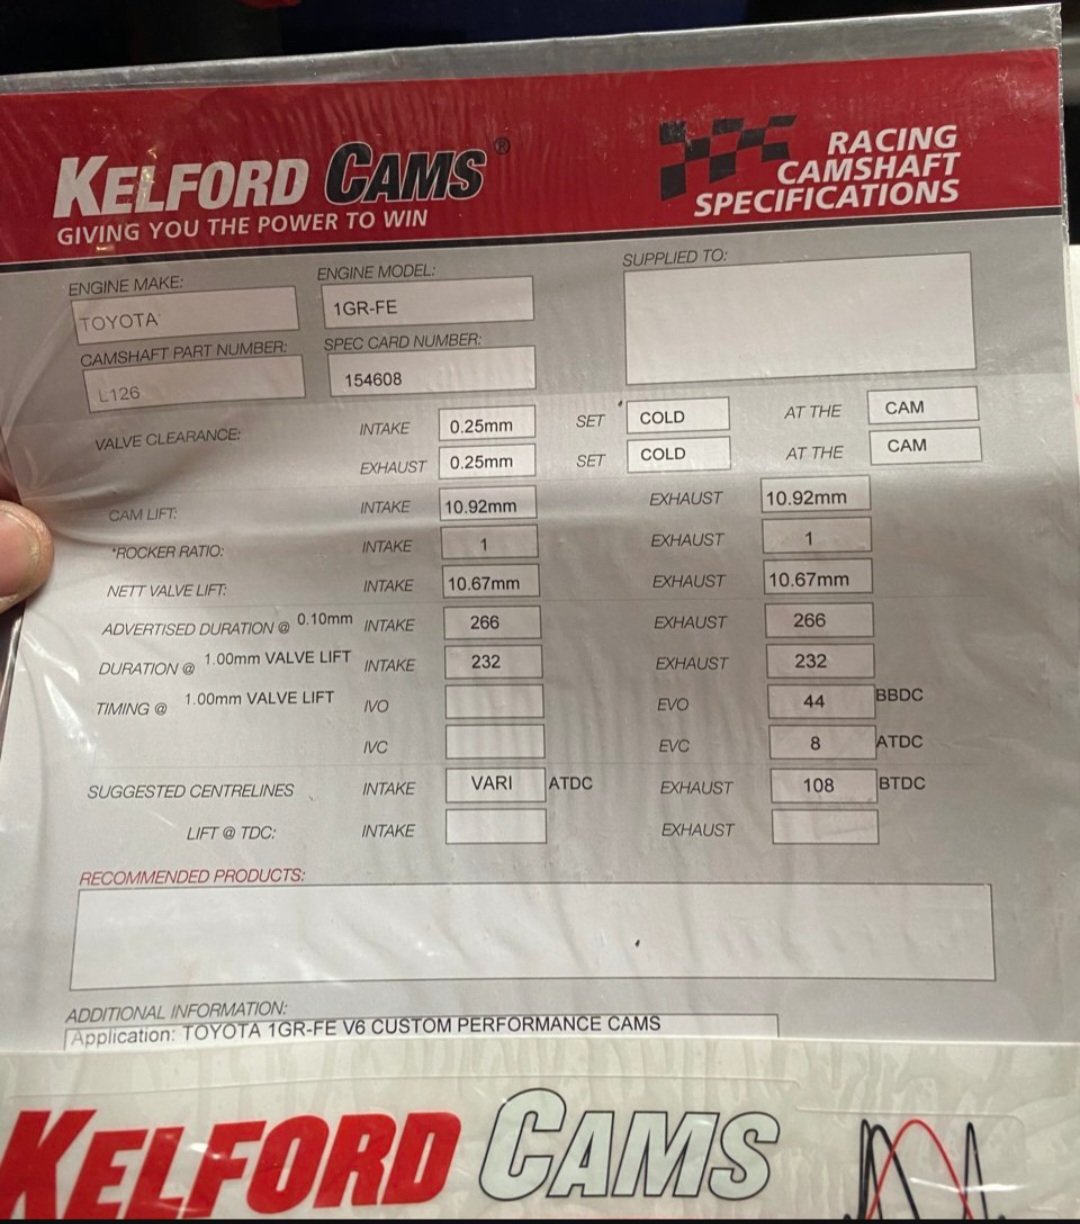 KELFORD CAMS®
GIVING YOU THE POWER TO WIN
RACING
CAMSHAFT
SPECIFICATIONS
ENGINE MAKE: ENGINE MODEL: SUPPLIED TO:
TOYOTA 1GR-FE
CAMSHAFT PART NUMBER: SPEC CARD NUMBER:
L126 154608
VALVE CLEARANCE: INTAKE 0.25mm SET COLD AT THE CAM
EXHAUST 0.25mm SET COLD AT THE CAM
CAM LIFT: INTAKE 10.92mm EXHAUST 10.92mm
*ROCKER RATIO: INTAKE 1 EXHAUST 1
NETT VALVE LIFT: INTAKE 10.67mm EXHAUST 10.67mm
ADVERTISED DURATION @ 0.10mm INTAKE 266 EXHAUST 266
DURATION @ 1.00mm VALVE LIFT INTAKE 232 EXHAUST 232
TIMING @ 1.00mm VALVE LIFT IVO EVO 44 BBDC
IVC EVC 8 ATDC
SUGGESTED CENTRELINES INTAKE VARI ATDC EXHAUST 108 BTDC
LIFT @ TDC: INTAKE EXHAUST
RECOMMENDED PRODUCTS:
ADDITIONAL INFORMATION:
Application: TOYOTA 1GR-FE V6 CUSTOM PERFORMANCE CAMS
KELFORD CAMS